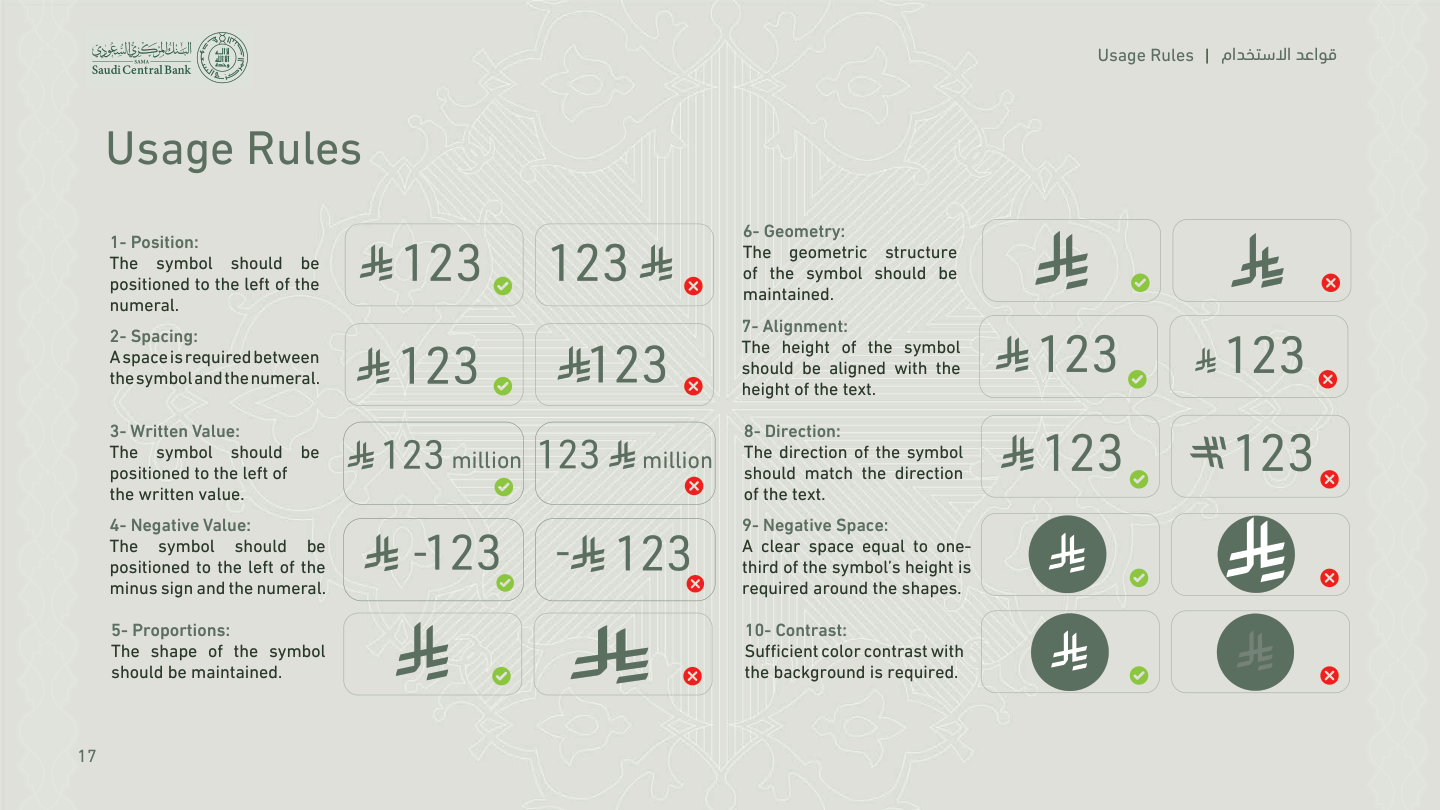 البنك المركزي السعودي
SAMA
Saudi Central Bank
Usage Rules | قواعد الاستخدام
Usage Rules
1- Position:
The symbol should be
positioned to the left of the
numeral.
⃁ 123
123 ⃁
2- Spacing:
A space is required between
the symbol and the numeral.
⃁ 123
⃁123
3- Written Value:
The symbol should be
positioned to the left of
the written value.
⃁ 123 million
123 ⃁ million
4- Negative Value:
The symbol should be
positioned to the left of the
minus sign and the numeral.
⃁ -123
-⃁ 123
5- Proportions:
The shape of the symbol
should be maintained.
⃁
⃁
6- Geometry:
The geometric structure
of the symbol should be
maintained.
⃁
⃁
7- Alignment:
The height of the symbol
should be aligned with the
height of the text.
⃁ 123
⃁ 123
8- Direction:
The direction of the symbol
should match the direction
of the text.
⃁ 123
⃁ 123
9- Negative Space:
A clear space equal to one-
third of the symbol's height is
required around the shapes.
⃁
⃁
10- Contrast:
Sufficient color contrast with
the background is required.
⃁
⃁
17